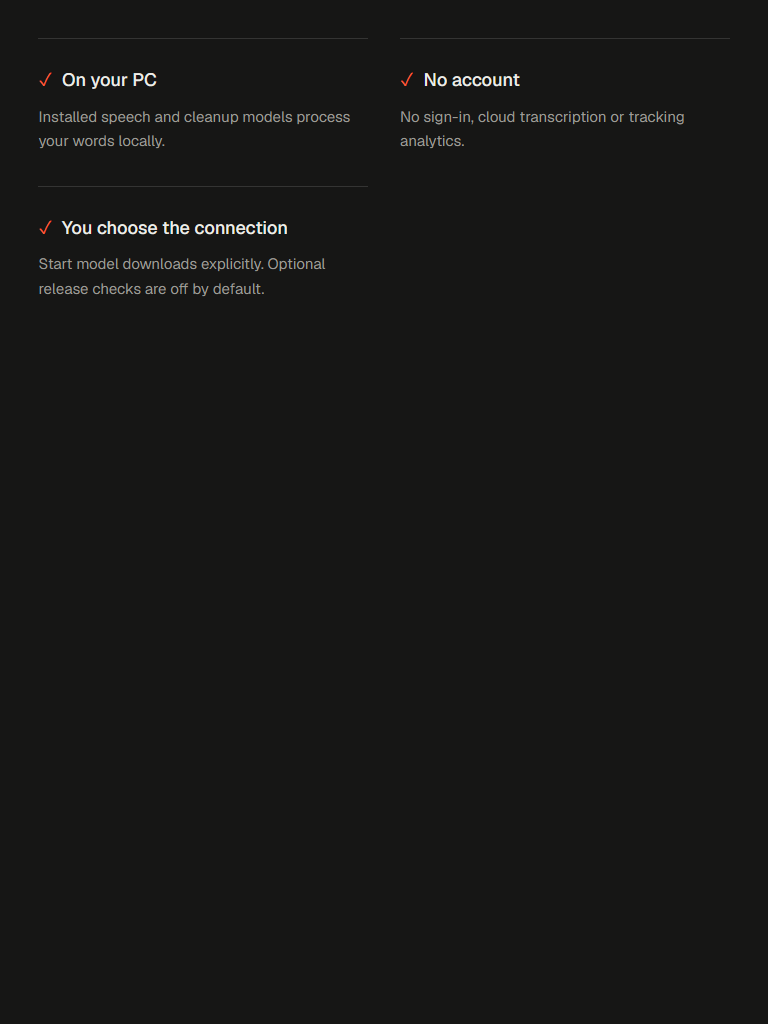 ✓ On your PC
Installed speech and cleanup models process
your words locally.
✓ No account
No sign-in, cloud transcription or tracking
analytics.
✓ You choose the connection
Start model downloads explicitly. Optional
release checks are off by default.